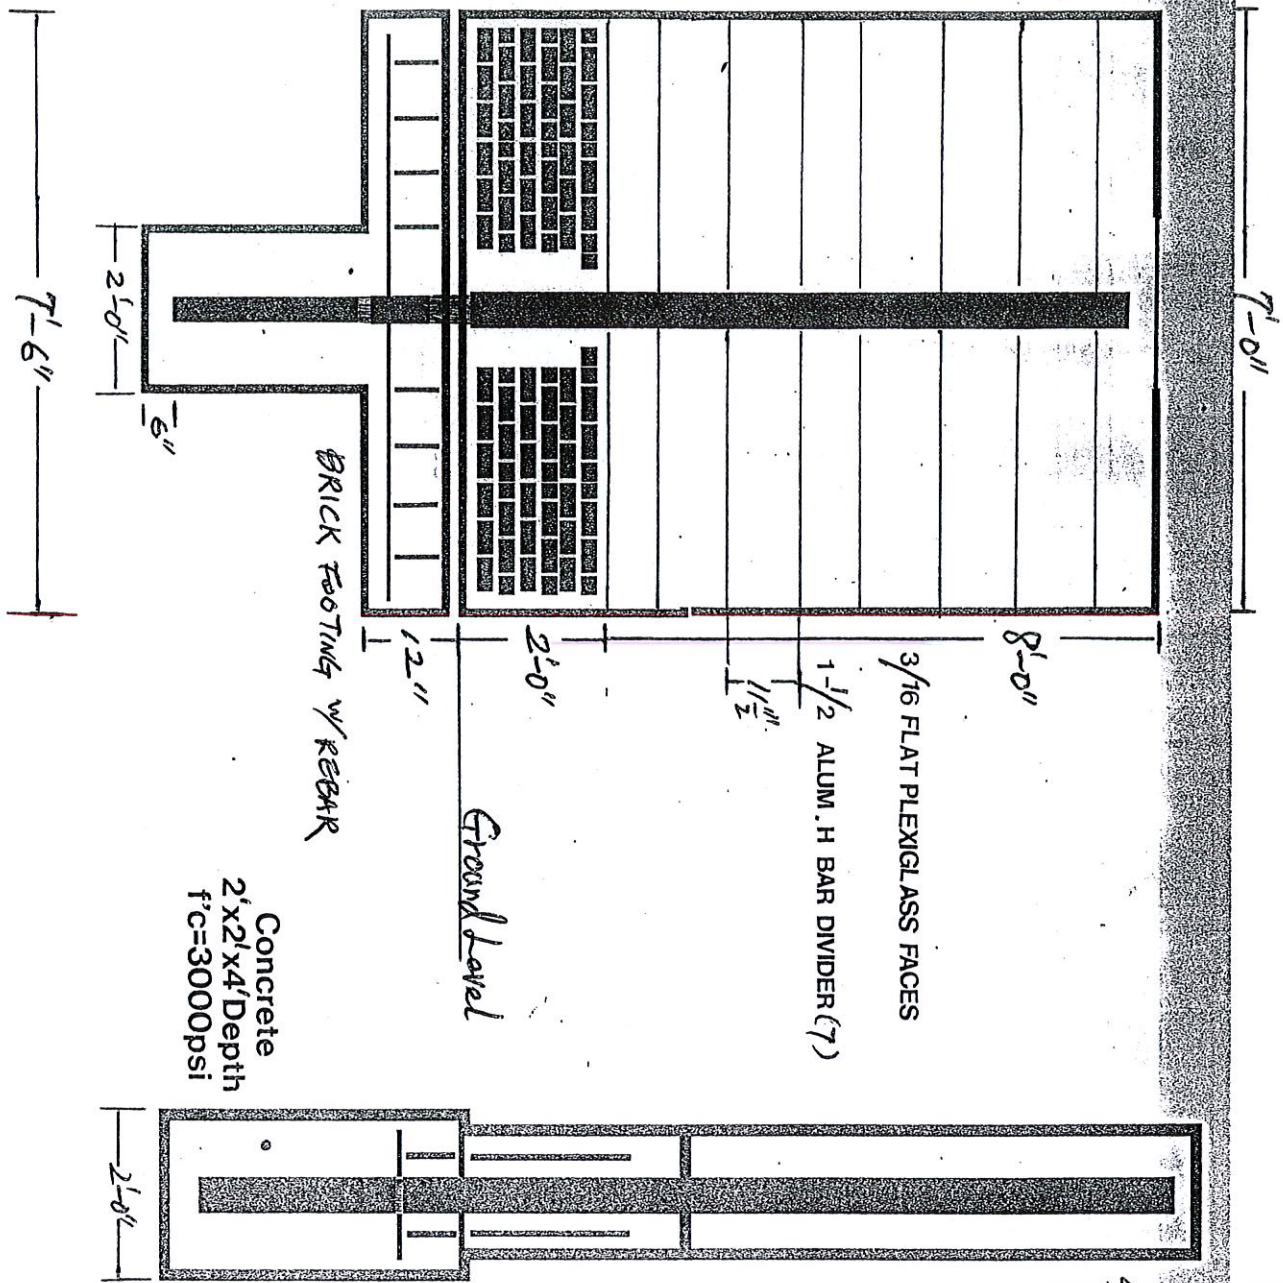 7'-0"
8'-0"
3/16 FLAT PLEXIGLASS FACES
1-1/2 ALUM. H BAR DIVIDER (7)
11 1/2"
2'-0"
Ground Level
12"
BRICK FOOTING W/ REBAR
6"
2'-0"
7'-6"
Concrete
2'x2'x4'Depth
f'c=3000psi
2'-0"